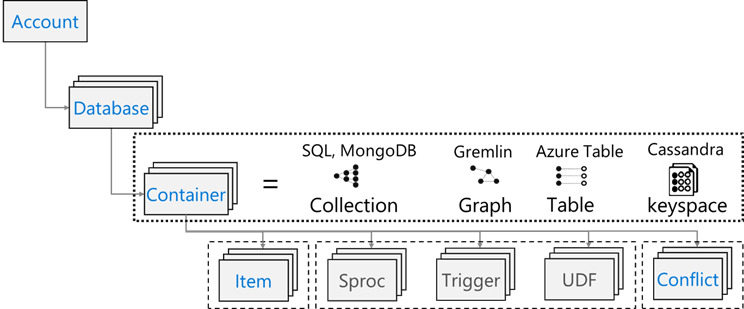 Account
Database
Container
=
SQL, MongoDB
Collection
Gremlin
Graph
Azure Table
Table
Cassandra
keyspace
Item
Sproc
Trigger
UDF
Conflict